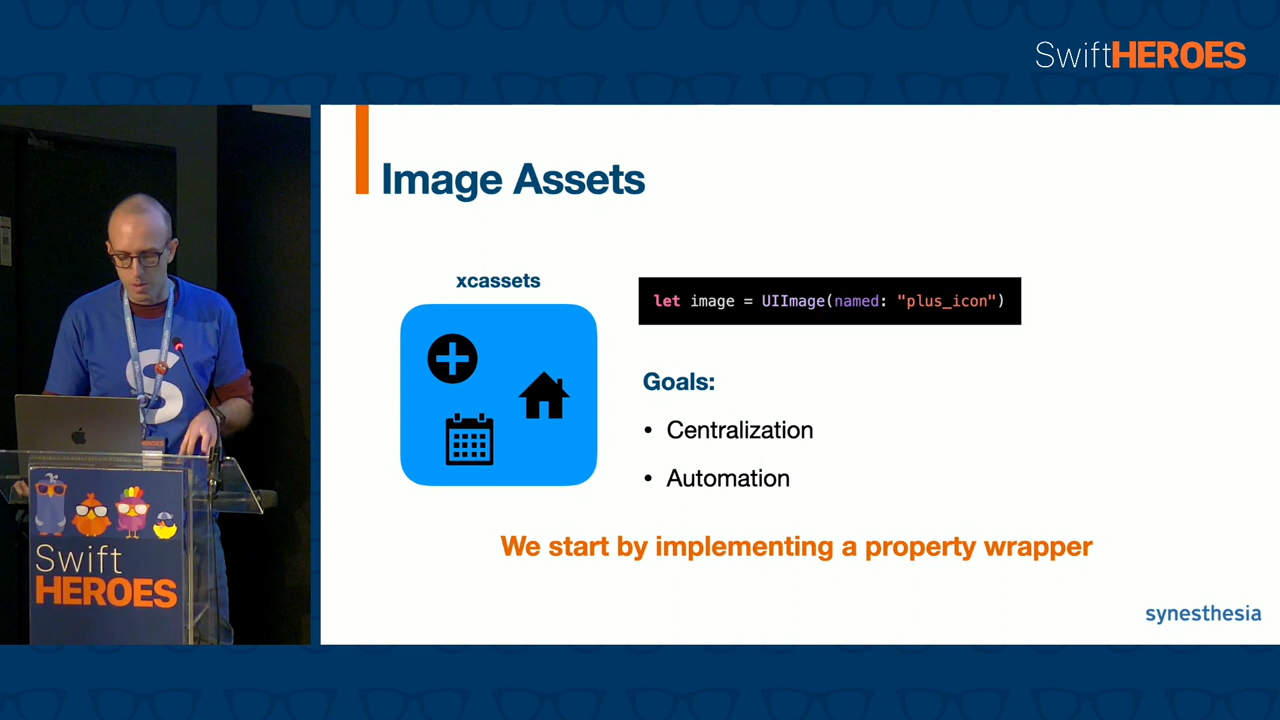 SwiftHEROES
Image Assets
xcassets
let image = UIImage(named: "plus_icon")
Goals:
• Centralization
• Automation
We start by implementing a property wrapper
synesthesia
S
HEROES
Swift
HEROES